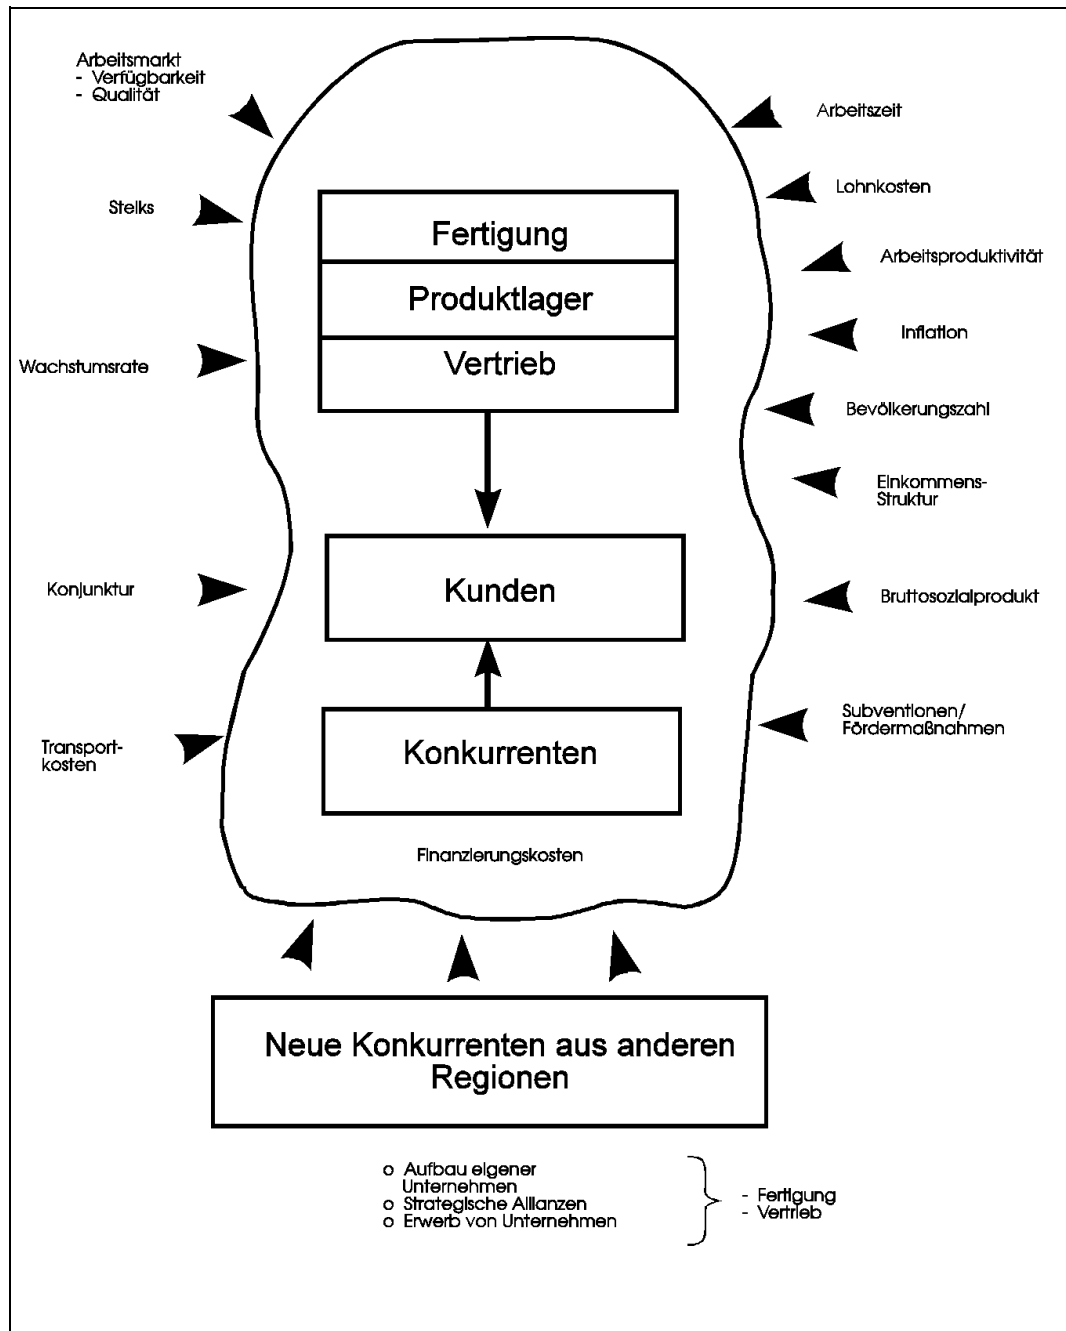 Arbeitsmarkt
- Verfügbarkeit
- Qualität
Arbeitszeit
Steiks
Lohnkosten
Fertigung
Arbeitsproduktivität
Produktlager
Inflation
Wachstumsrate
Vertrieb
Bevölkerungszahl
Einkommens-
Struktur
Konjunktur
Kunden
Bruttosozialprodukt
Subventionen/
Fördermaßnahmen
Transport-
kosten
Konkurrenten
Finanzierungskosten
Neue Konkurrenten aus anderen
Regionen
o Aufbau eigener
Unternehmen
o Strategische Allianzen
o Erwerb von Unternehmen
- Fertigung
- Vertrieb